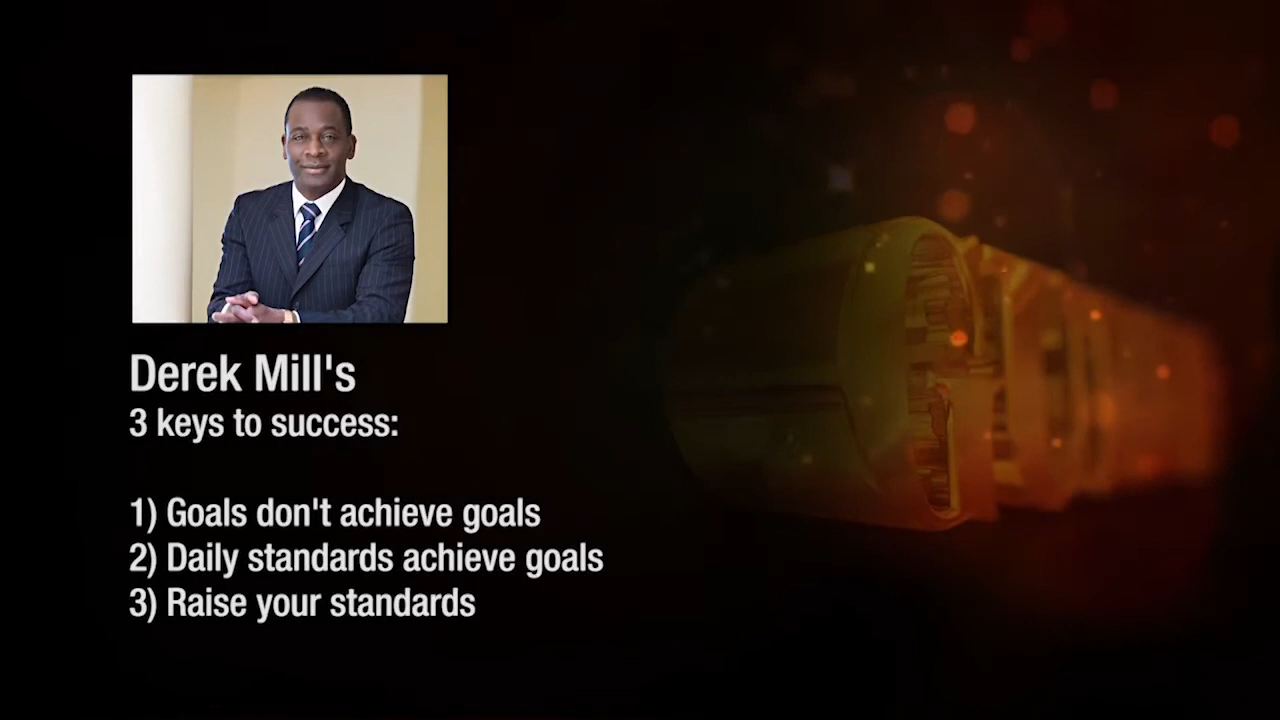 Derek Mill's
3 keys to success:
1) Goals don't achieve goals
2) Daily standards achieve goals
3) Raise your standards